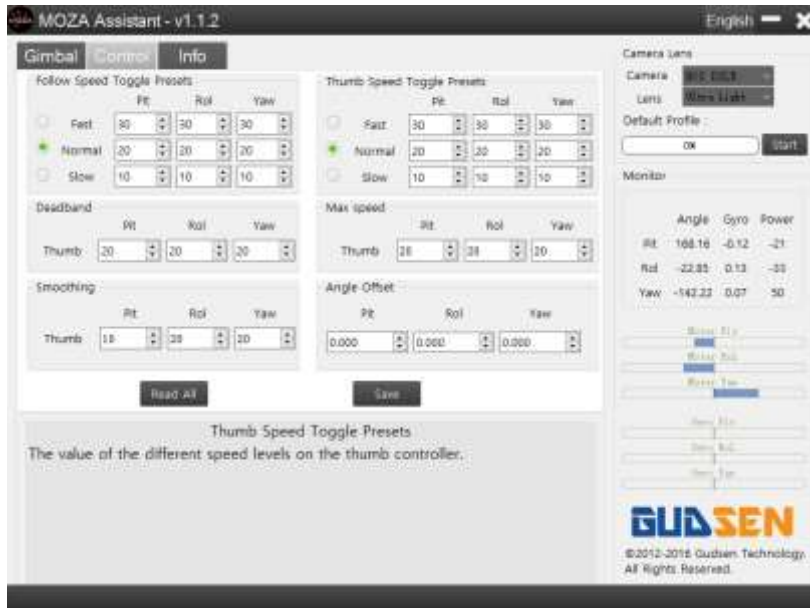 MOZA Assistant - v1.1.2 English
Gimbal Control Info
Follow Speed Toggle Presets
Pit Rol Yaw
Fast 30 30 30
Normal 20 20 20
Slow 10 10 10
Thumb Speed Toggle Presets
Pit Rol Yaw
Fast 30 30 30
Normal 20 20 20
Slow 10 10 10
Deadband
Pit Rol Yaw
Thumb 20 20 20
Max speed
Pit Rol Yaw
Thumb 20
Smoothing
Pit Rol Yaw
Thumb 20
Angle Offset
Pit Rol Yaw
0.000 0.000 0.000
Read All Save
Thumb Speed Toggle Presets
The value of the different speed levels on the thumb controller.
Camera Lens
Camera
Lens
Default Profile :
Start
Monitor
Angle Gyro Power
Pit 168.16 -0.12 -21
Rol -22.85 0.13 -33
Yaw -142.22 0.07 50
Motor Pit
Motor Rol
Motor Yaw
GUDSEN
©2012-2016 Gudsen Technology.
All Rights Reserved.